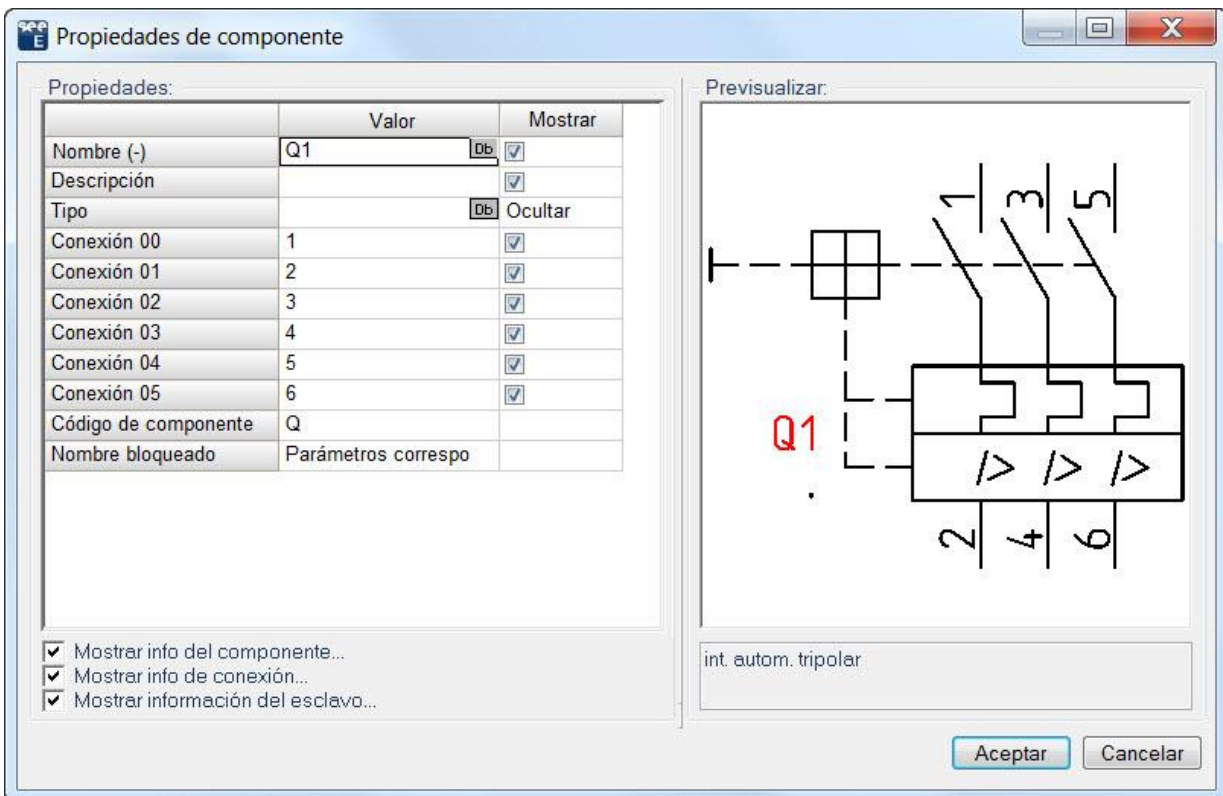 see E Propiedades de componente
Propiedades:
Valor Mostrar
Nombre (-) Q1 Db
Descripción
Tipo Db Ocultar
Conexión 00 1
Conexión 01 2
Conexión 02 3
Conexión 03 4
Conexión 04 5
Conexión 05 6
Código de componente Q
Nombre bloqueado Parámetros correspo
Mostrar info del componente...
Mostrar info de conexión...
Mostrar información del esclavo...
Previsualizar:
1 3 5
Q1
I> I> I>
2 4 6
int. autom. tripolar
Aceptar Cancelar